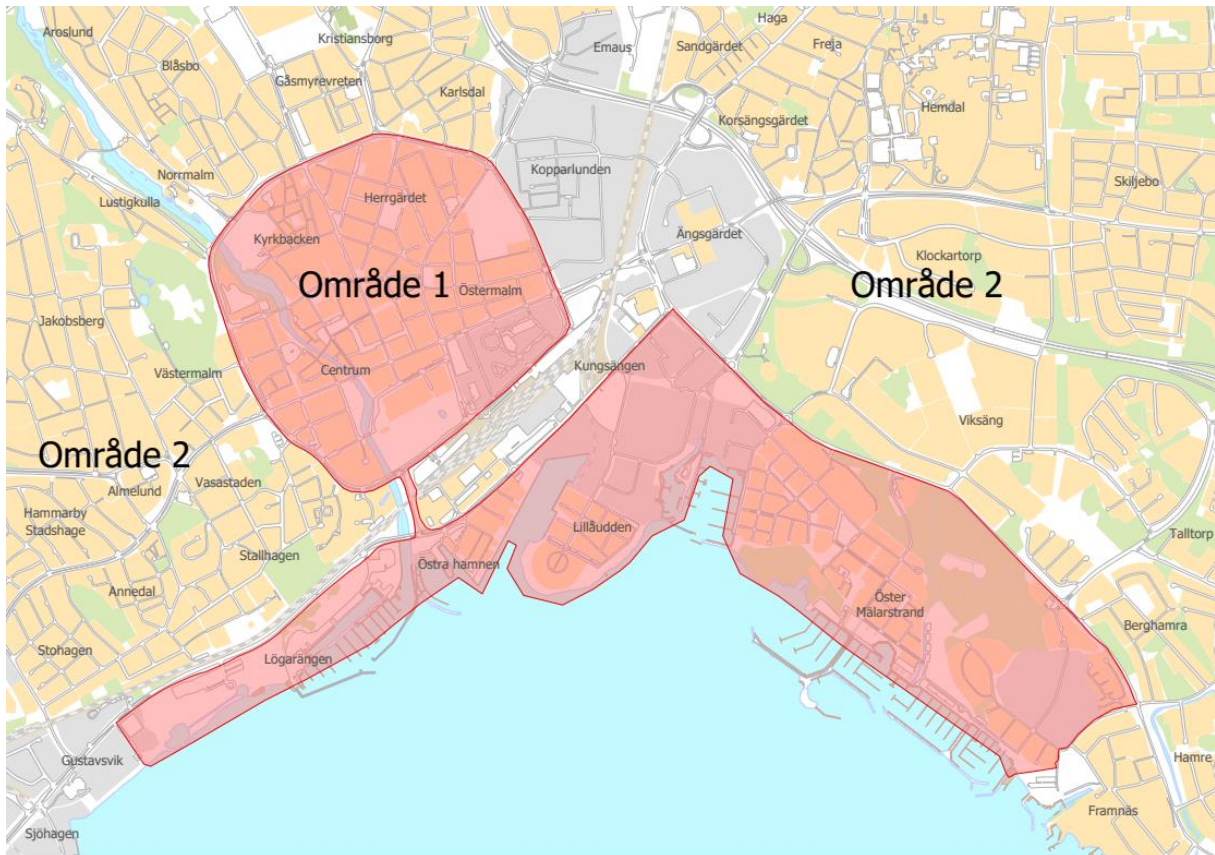 Aroslund
Kristiansborg
Haga
Emaus
Sandgärdet
Freja
Blåsbo
Gåsmyrevreten
Karlsdal
Hemdal
Korsängsgärdet
Norrmalm
Kopparlunden
Skiljebo
Lustigkulla
Herrgärdet
Kyrkbacken
Ängsgärdet
Klockartorp
Område 1
Östermalm
Område 2
Jakobsberg
Västermalm
Centrum
Kungsängen
Viksäng
Område 2
Almelund
Vasastaden
Hammarby
Stadshage
Lillåudden
Talltorp
Stallhagen
Östra hamnen
Annedal
Öster
Mälarstrand
Berghamra
Stohagen
Lögarängen
Gustavsvik
Hamre
Framnäs
Sjöhagen